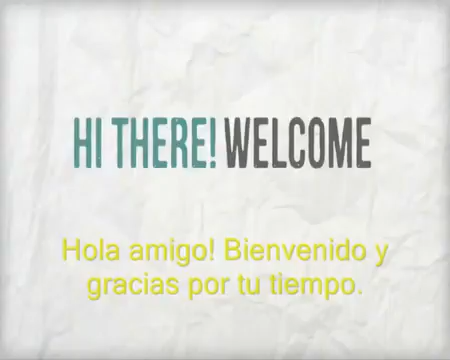 HI THERE! WELCOME
Hola amigo! Bienvenido y
gracias por tu tiempo.